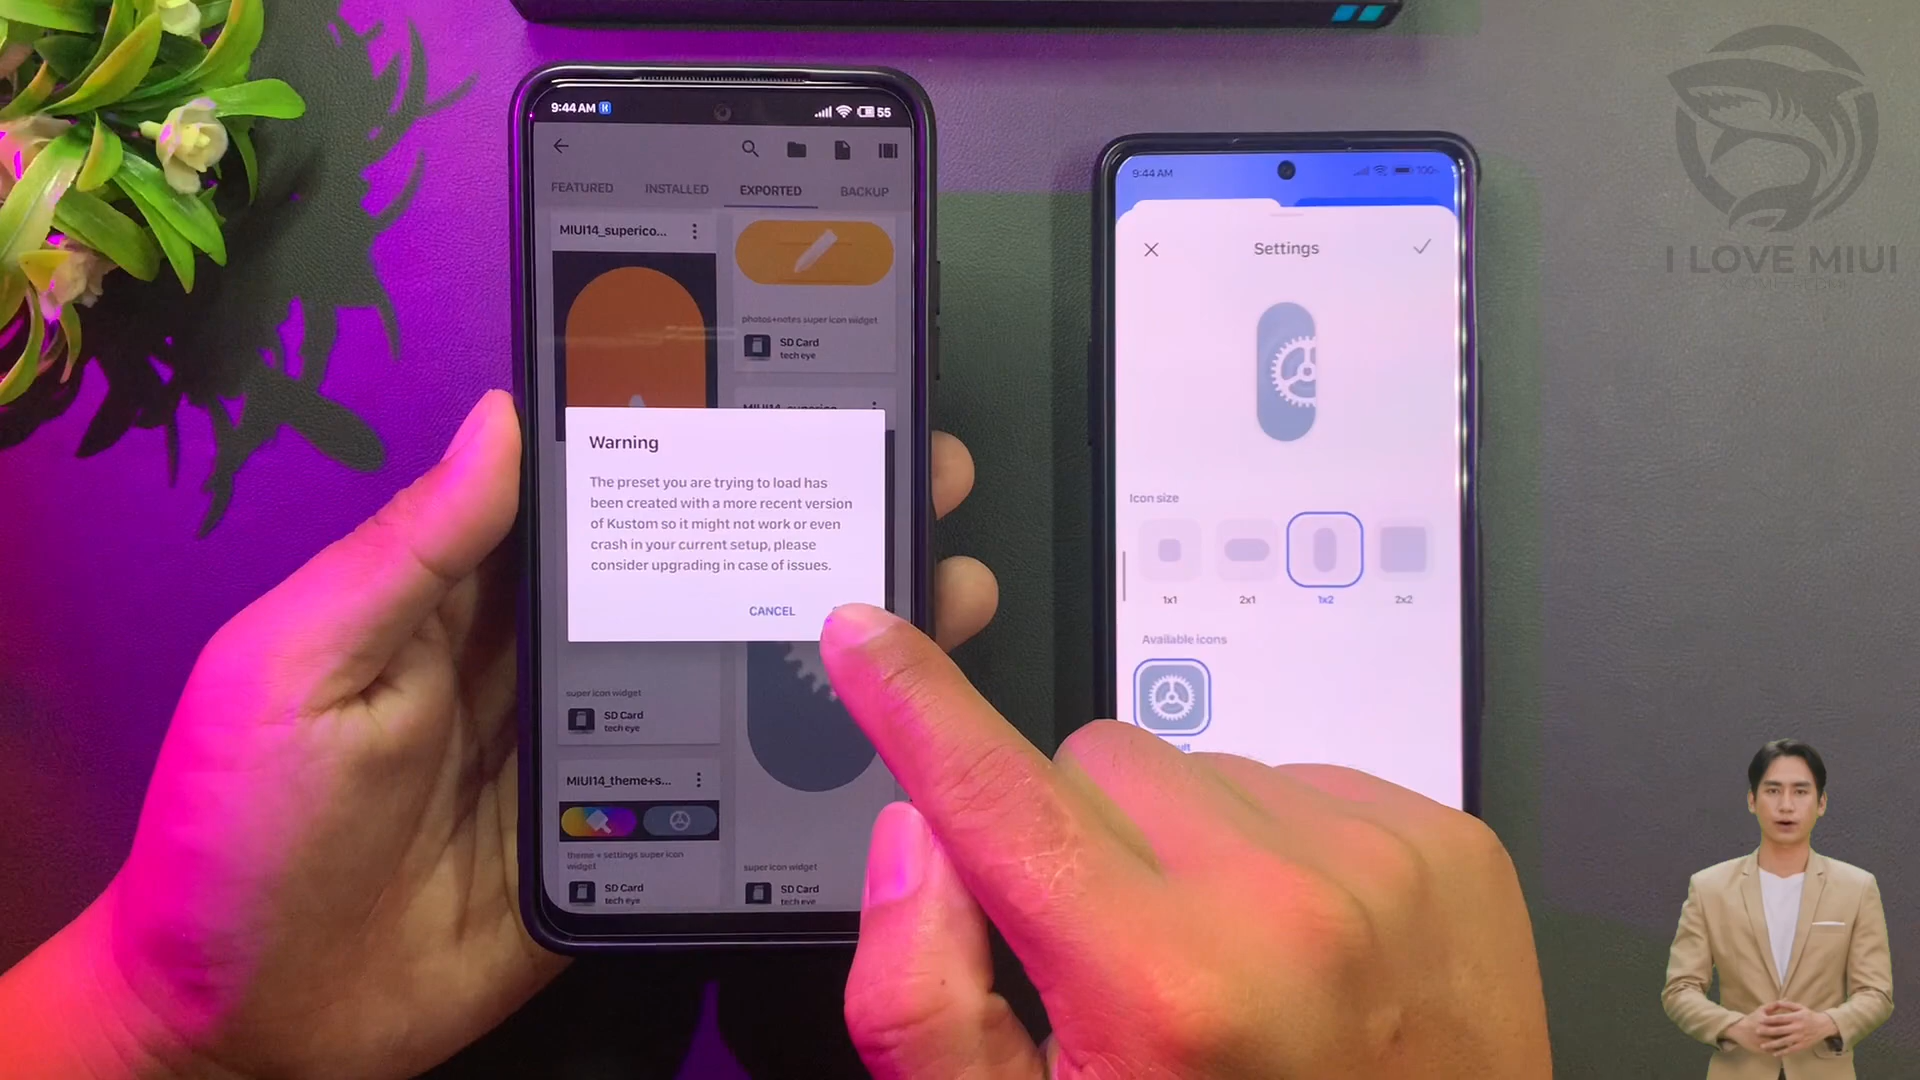 9:44 AM
55
FEATURED
INSTALLED
EXPORTED
BACKUP
MIUI14_superico...
photos+notes super icon widget
SD Card
tech eye
Warning
The preset you are trying to load has
been created with a more recent version
of Kustom so it might not work or even
crash in your current setup, please
consider upgrading in case of issues.
CANCEL
super icon widget
SD Card
tech eye
MIUI14_theme+s...
theme + settings super icon
widget
SD Card
tech eye
super icon widget
SD Card
tech eye
9:44 AM
100
Settings
Icon size
1x1
2x1
1x2
2x2
Available icons
I LOVE MIUI